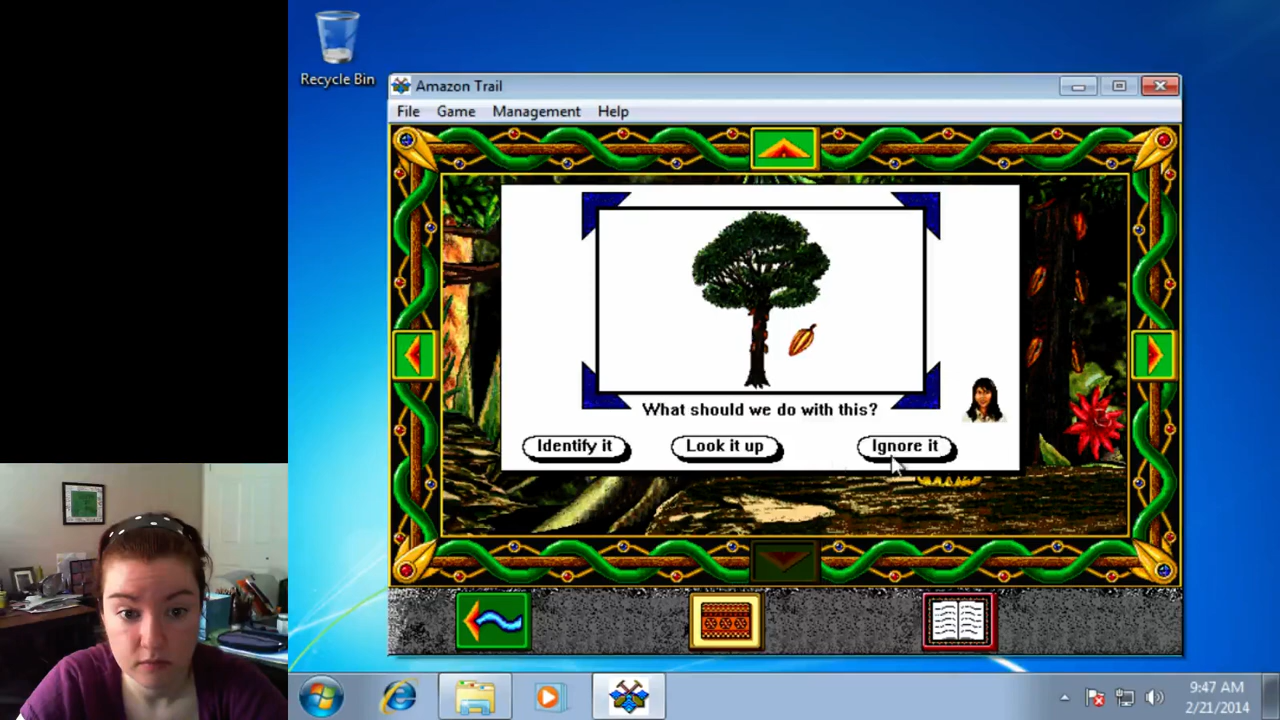 Recycle Bin
Amazon Trail
File Game Management Help
What should we do with this?
Identify it Look it up Ignore it
9:47 AM
2/21/2014